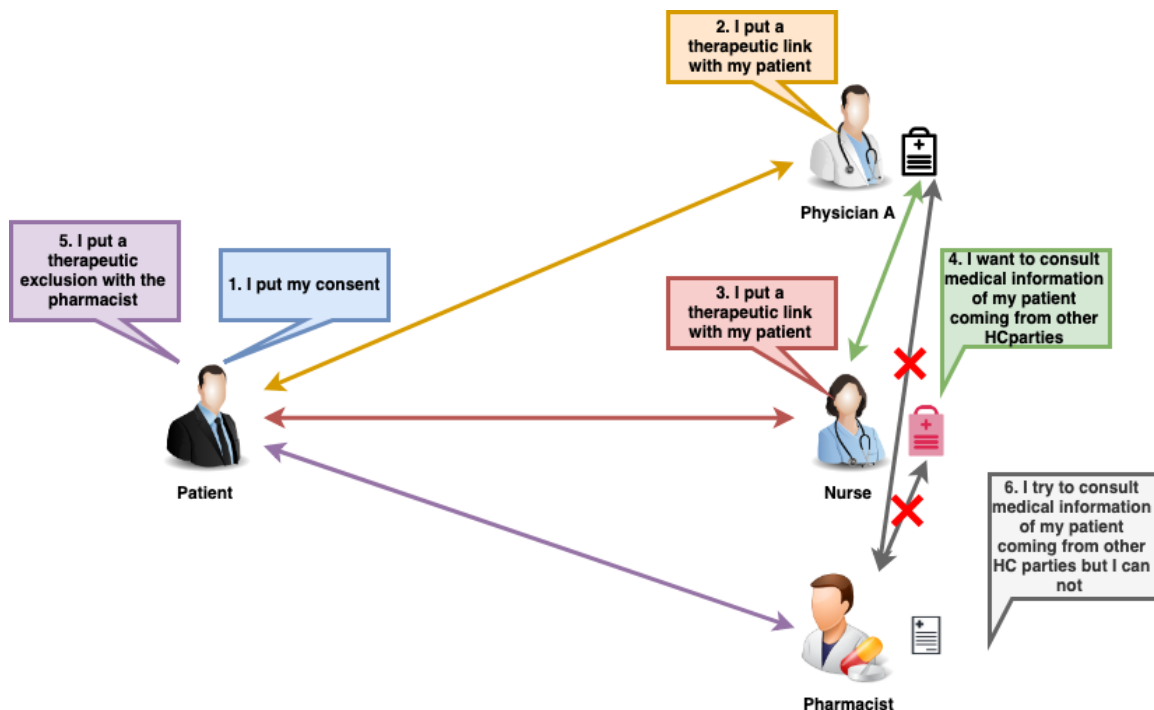 2. I put a
therapeutic link
with my patient
Physician A
5. I put a
therapeutic
exclusion with the
pharmacist
1. I put my consent
3. I put a
therapeutic link
with my patient
4. I want to consult
medical information
of my patient
coming from other
HCparties
Patient
Nurse
6. I try to consult
medical information
of my patient
coming from other
HC parties but I can
not
Pharmacist